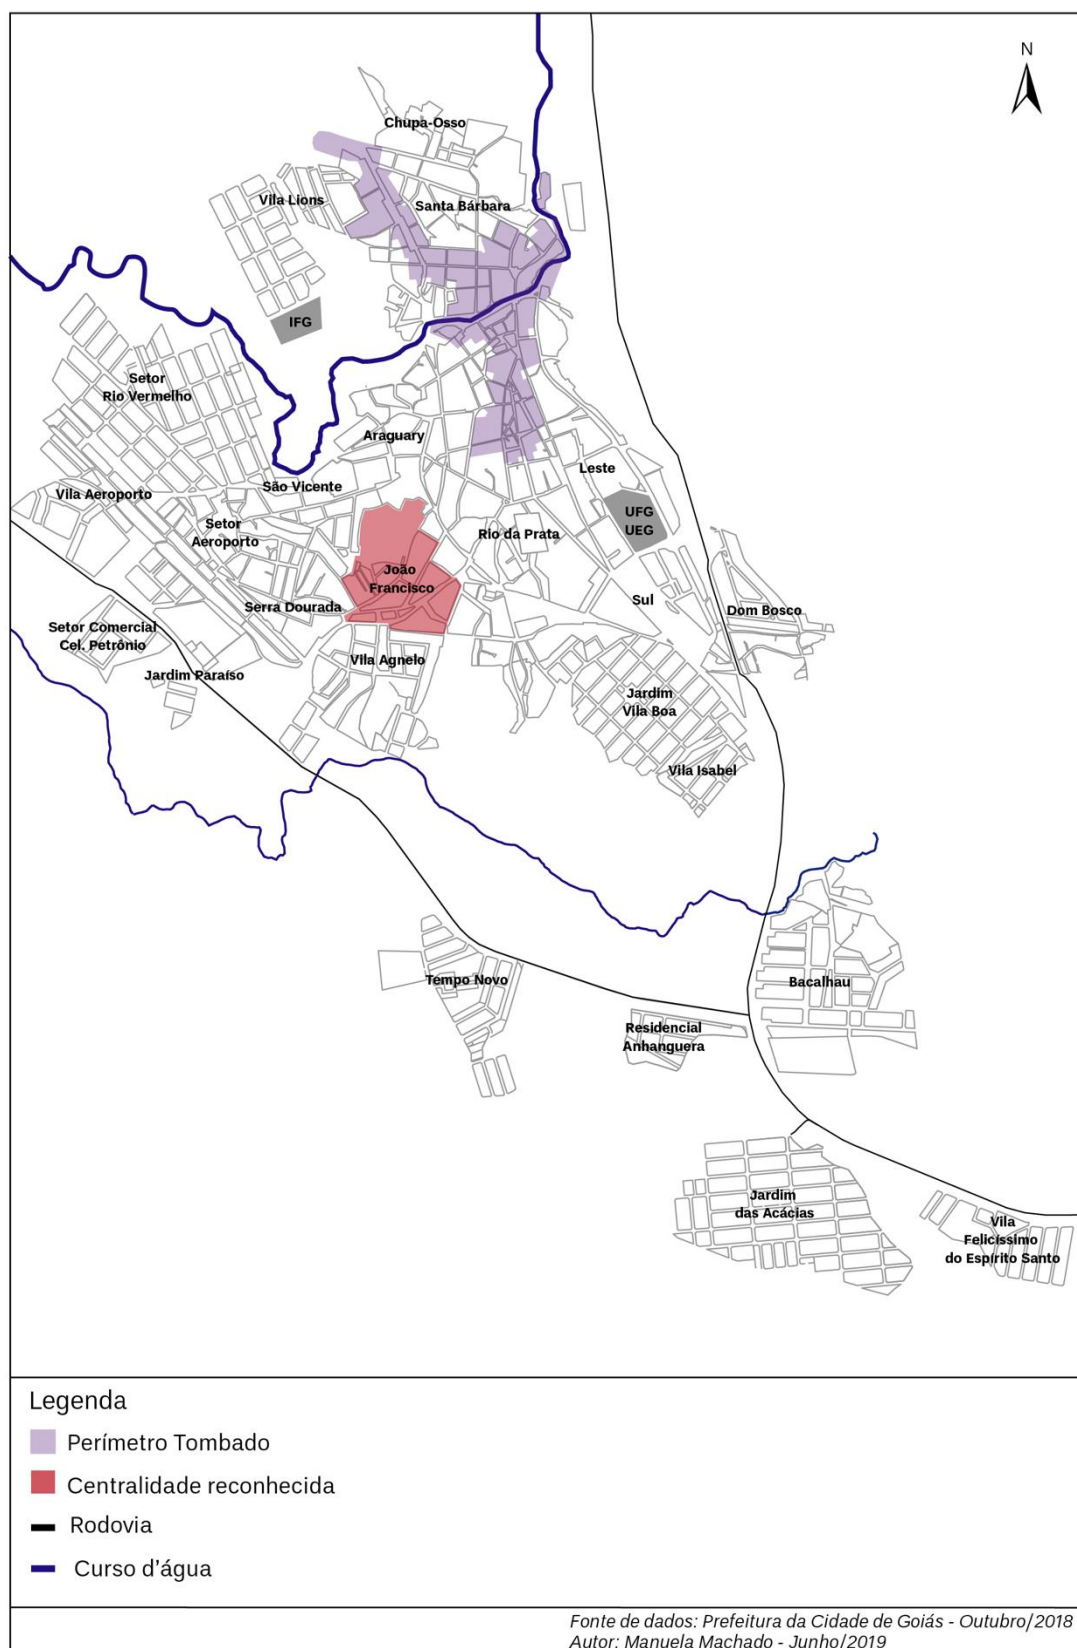 N
Chupa-Osso
Vila Lions
Santa Bárbara
IFG
Setor
Rio Vermelho
Araguary
Leste
São Vicente
Vila Aeroporto
UFG
UEG
Setor
Aeroporto
Rio da Prata
João
Francisco
Serra Dourada
Sul
Dom Bosco
Setor Comercial
Cel. Petrônio
Vila Agnelo
Jardim Paraíso
Jardim
Vila Boa
Vila Isabel
Tempo Novo
Bacalhau
Residencial
Anhanguera
Jardim
das Acácias
Vila
Felicíssimo
do Espírito Santo
Legenda
Perímetro Tombado
Centralidade reconhecida
Rodovia
Curso d'água
Fonte de dados: Prefeitura da Cidade de Goiás - Outubro/2018
Autor: Manuela Machado - Junho/2019